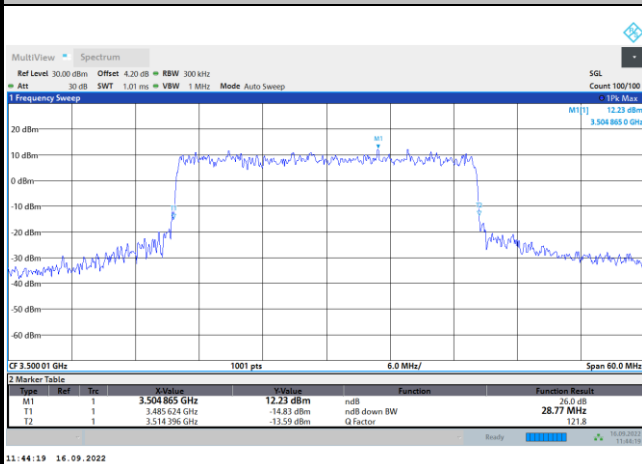 MultiView Spectrum
Ref Level 30.00 dBm Offset 4.20 dB RBW 300 kHz SGL
Att 30 dB SWT 1.01 ms VBW 1 MHz Mode Auto Sweep Count 100/100
1 Frequency Sweep 1Pk Max
M1[1] 12.23 dBm
3.504 865 0 GHz
M1
20 dBm
10 dBm
0 dBm
-10 dBm
-20 dBm
-30 dBm
-40 dBm
-50 dBm
-60 dBm
CF 3.500 01 GHz 1001 pts 6.0 MHz/ Span 60.0 MHz
2 Marker Table
Type Ref Trc X-Value Y-Value Function Function Result
M1 1 3.504 865 GHz 12.23 dBm ndB 26.0 dB
T1 1 3.485 624 GHz -14.83 dBm ndB down BW 28.77 MHz
T2 1 3.514 396 GHz -13.59 dBm Q Factor 121.8
Ready 16.09.2022
11:44:19
11:44:19 16.09.2022